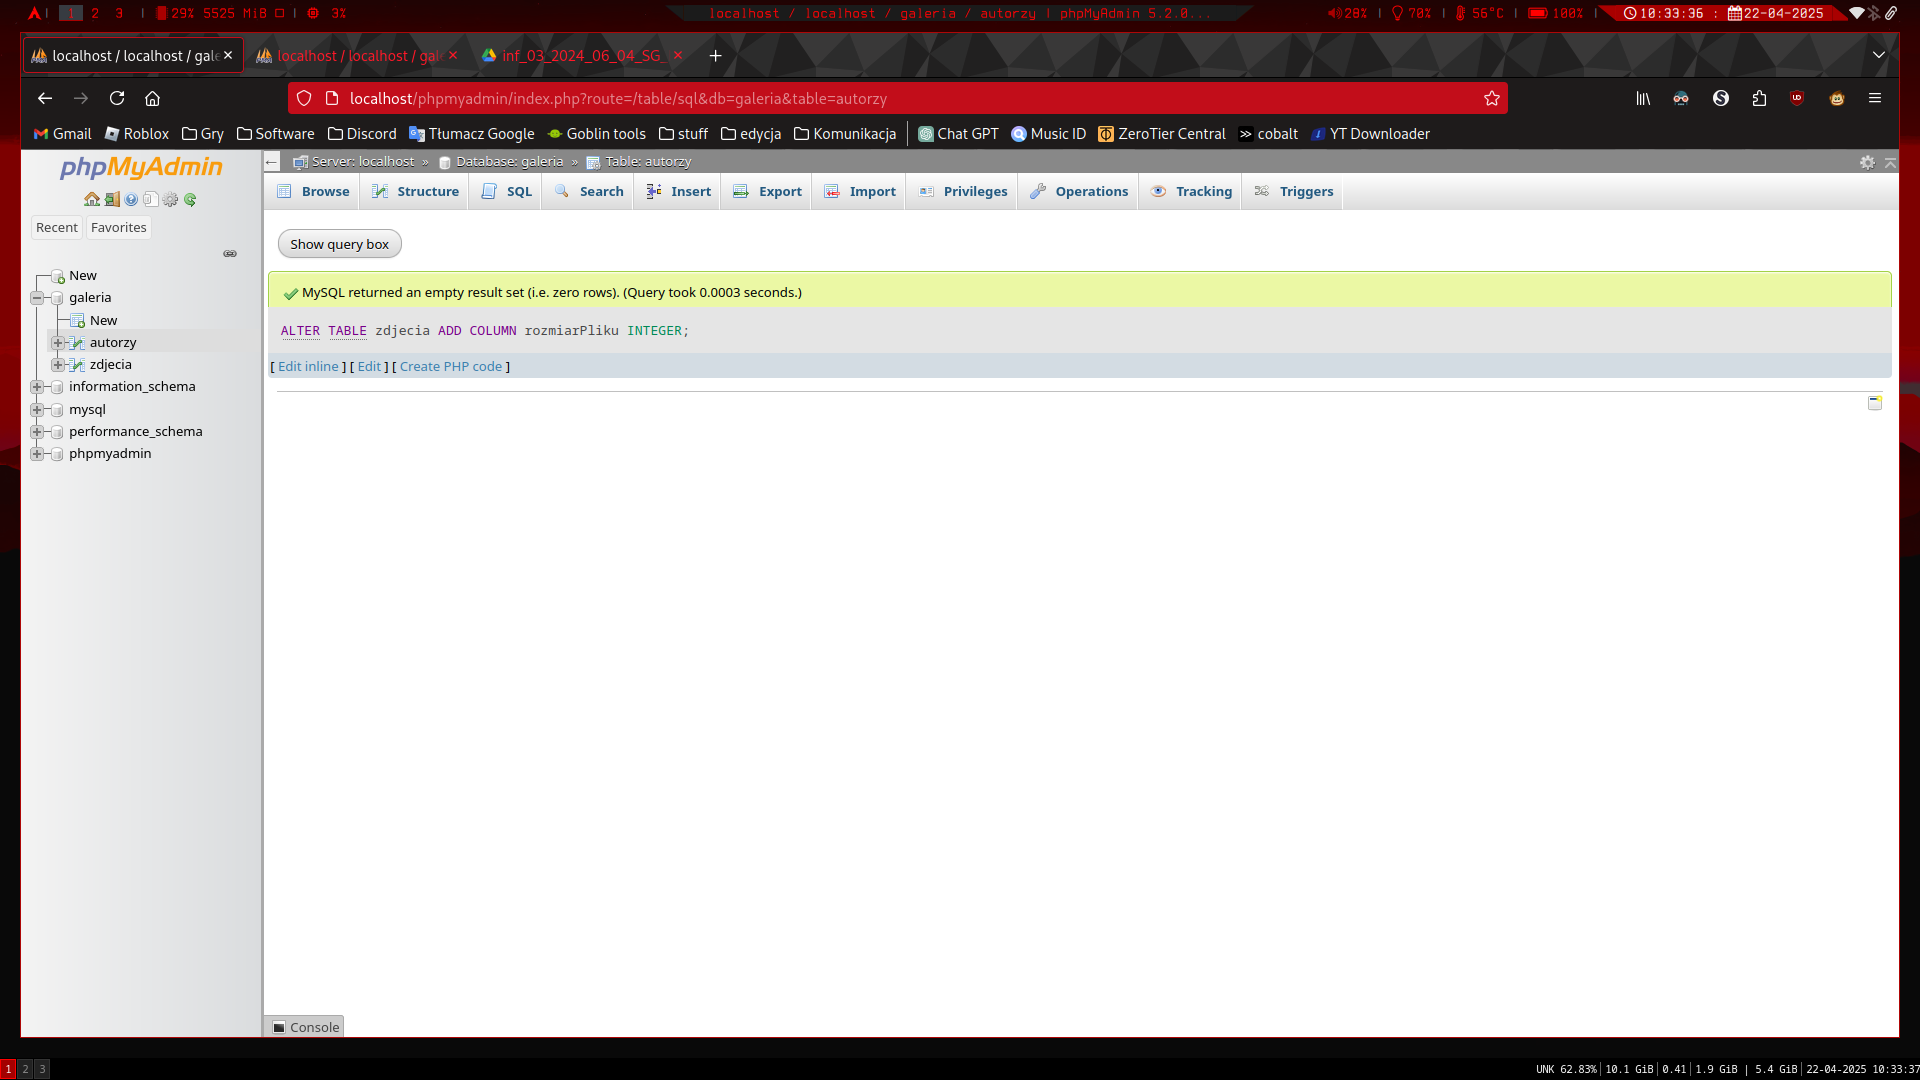 1 2 3 29% 5525 MiB 3% localhost / localhost / galeria / autorzy | phpMyAdmin 5.2.0... 28% 70% 56°C 100% 10:33:36 : 22-04-2025
localhost / localhost / gale localhost / localhost / gale inf_03_2024_06_04_SG_
localhost/phpmyadmin/index.php?route=/table/sql&db=galeria&table=autorzy
Gmail Roblox Gry Software Discord Tłumacz Google Goblin tools stuff edycja Komunikacja Chat GPT Music ID ZeroTier Central cobalt YT Downloader
phpMyAdmin
Server: localhost » Database: galeria » Table: autorzy
Browse Structure SQL Search Insert Export Import Privileges Operations Tracking Triggers
Recent Favorites
Show query box
New
galeria
New
autorzy
zdjecia
information_schema
mysql
performance_schema
phpmyadmin
MySQL returned an empty result set (i.e. zero rows). (Query took 0.0003 seconds.)
ALTER TABLE zdjecia ADD COLUMN rozmiarPliku INTEGER;
[ Edit inline ] [ Edit ] [ Create PHP code ]
Console
1 2 3 UNK 62.83% 10.1 GiB 0.41 1.9 GiB | 5.4 GiB 22-04-2025 10:33:37